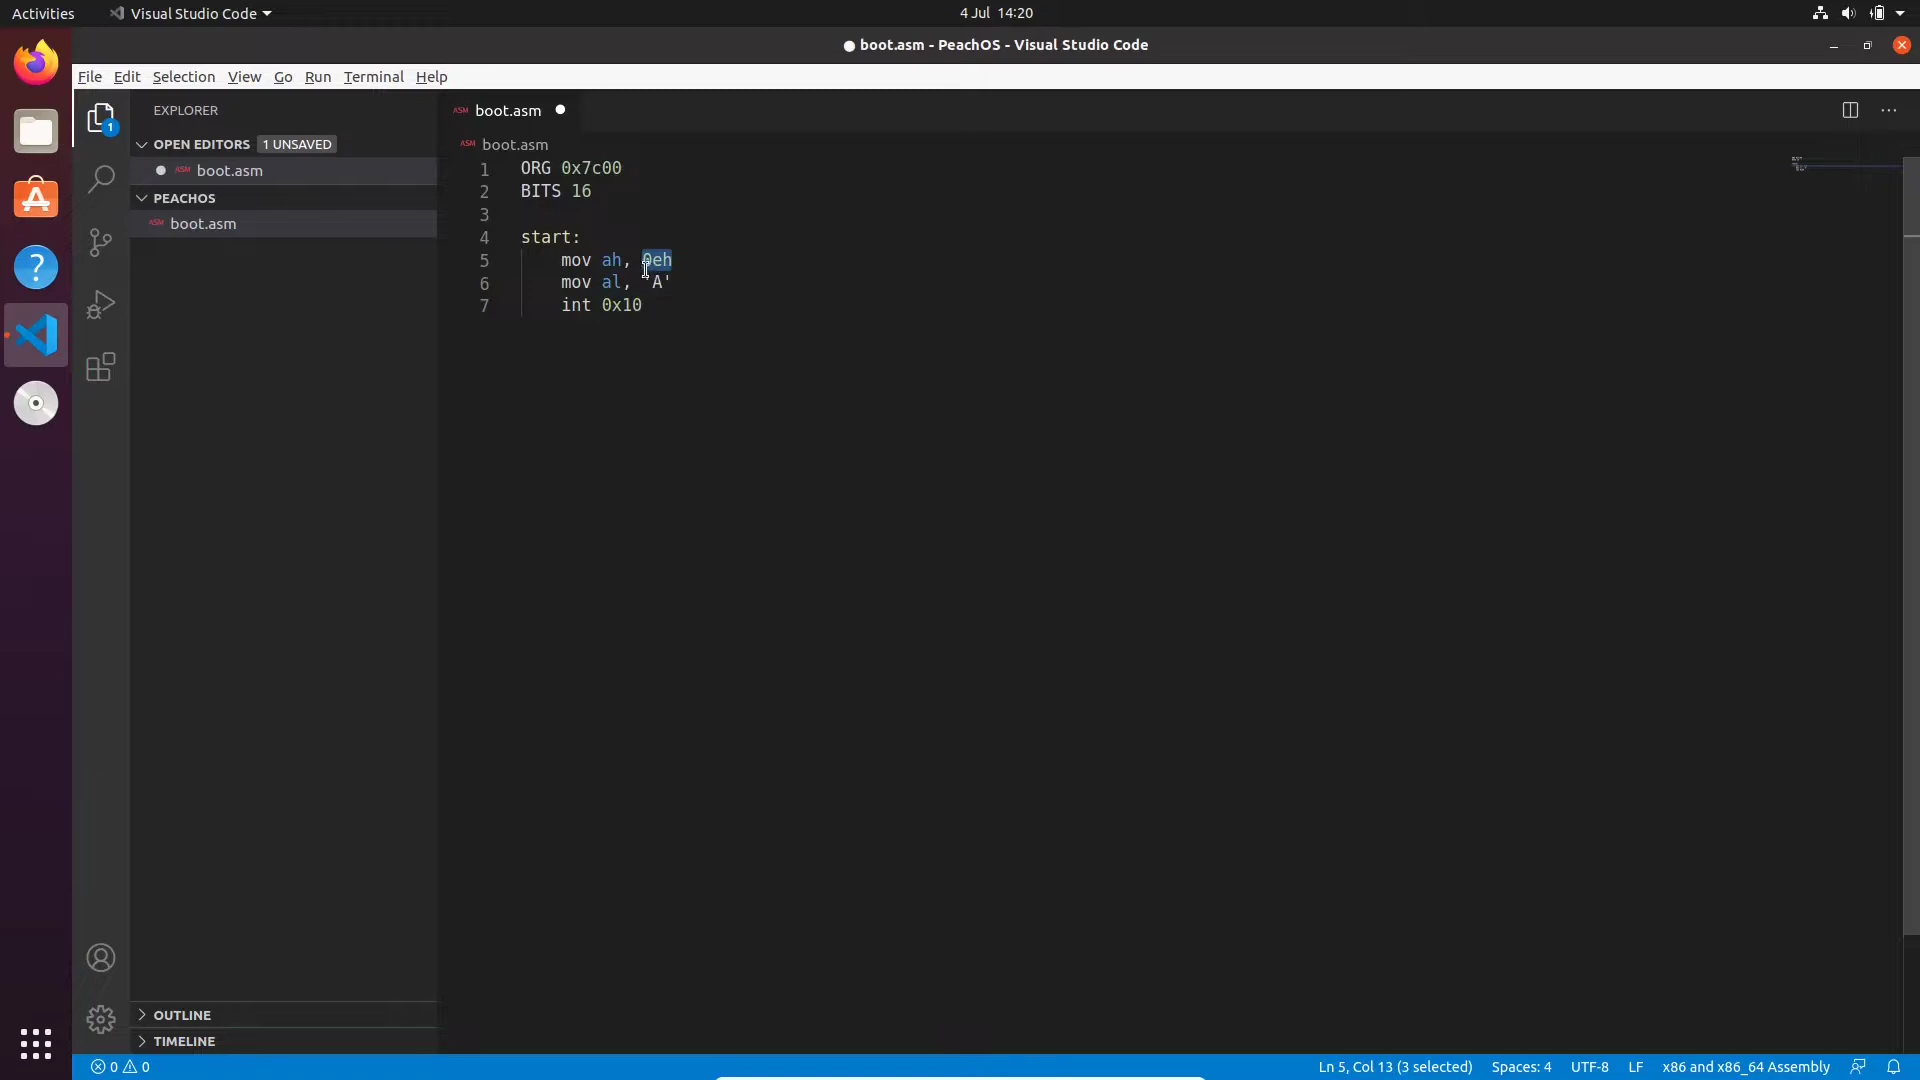 Activities Visual Studio Code 4 Jul 14:20
boot.asm - PeachOS - Visual Studio Code
File Edit Selection View Go Run Terminal Help
EXPLORER
OPEN EDITORS 1 UNSAVED
boot.asm
PEACHOS
boot.asm
1
OUTLINE
TIMELINE
ASM boot.asm
ASM boot.asm
1 ORG 0x7c00
2 BITS 16
3
4 start:
5 mov ah, 0eh
6 mov al, 'A'
7 int 0x10
0 0 Ln 5, Col 13 (3 selected) Spaces: 4 UTF-8 LF x86 and x86_64 Assembly